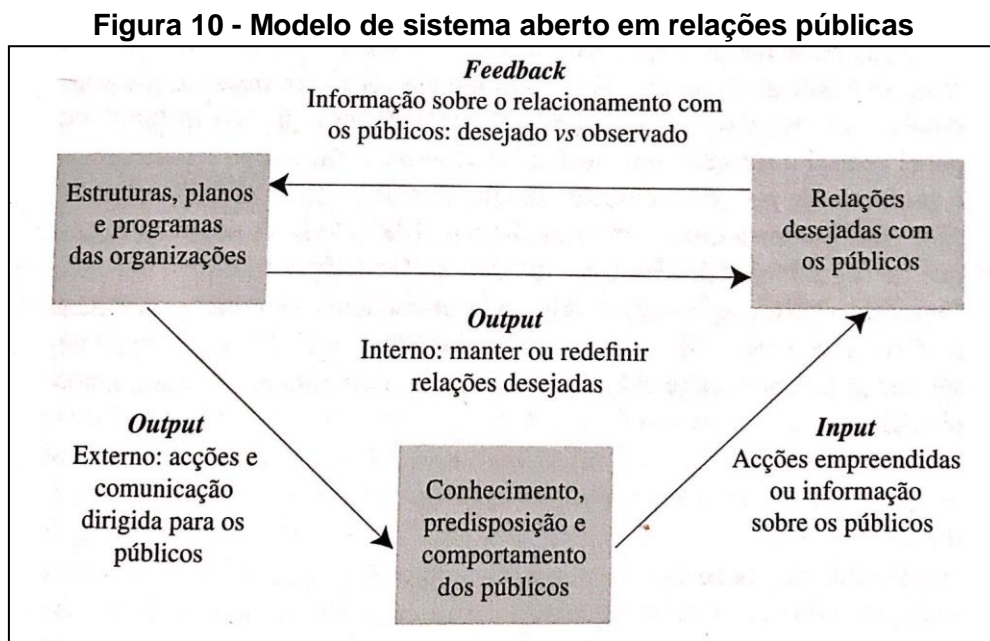 Figura 10 - Modelo de sistema aberto em relações públicas
Feedback
Informação sobre o relacionamento com
os públicos: desejado vs observado
Estruturas, planos
e programas
das organizações
Relações
desejadas com
os públicos
Output
Interno: manter ou redefinir
relações desejadas
Output
Externo: acções e
comunicação
dirigida para os
públicos
Conhecimento,
predisposição e
comportamento
dos públicos
Input
Acções empreendidas
ou informação
sobre os públicos